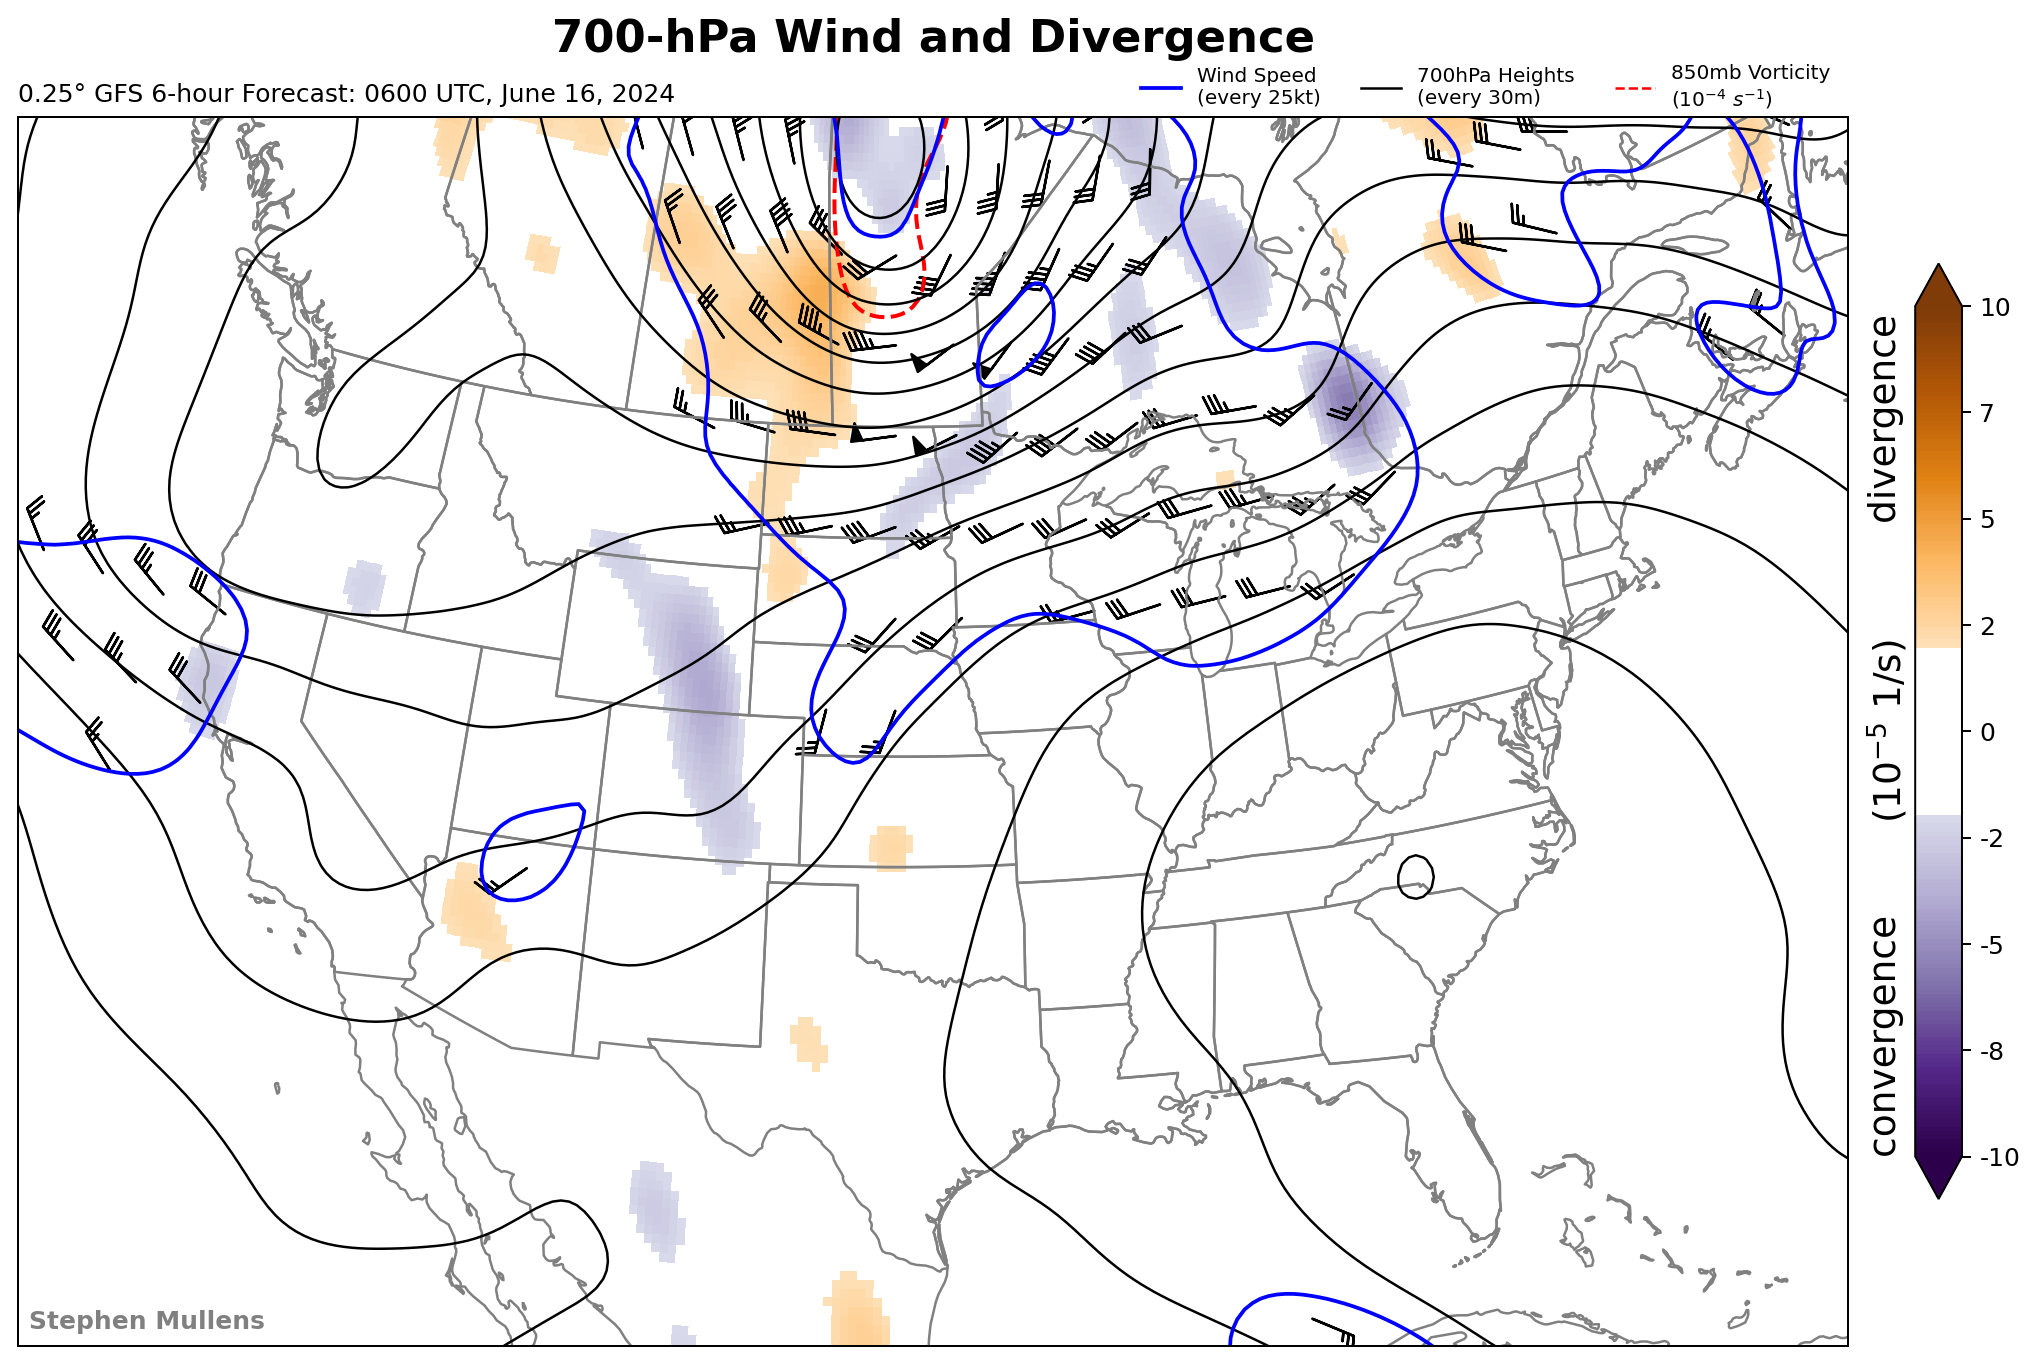 700-hPa Wind and Divergence
0.25° GFS 6-hour Forecast: 0600 UTC, June 16, 2024
Wind Speed
(every 25kt)
700hPa Heights
(every 30m)
850mb Vorticity
(10⁻⁴ s⁻¹)
10
7
5
2
0
-2
-5
-8
-10
convergence (10⁻⁵ 1/s) divergence
Stephen Mullens